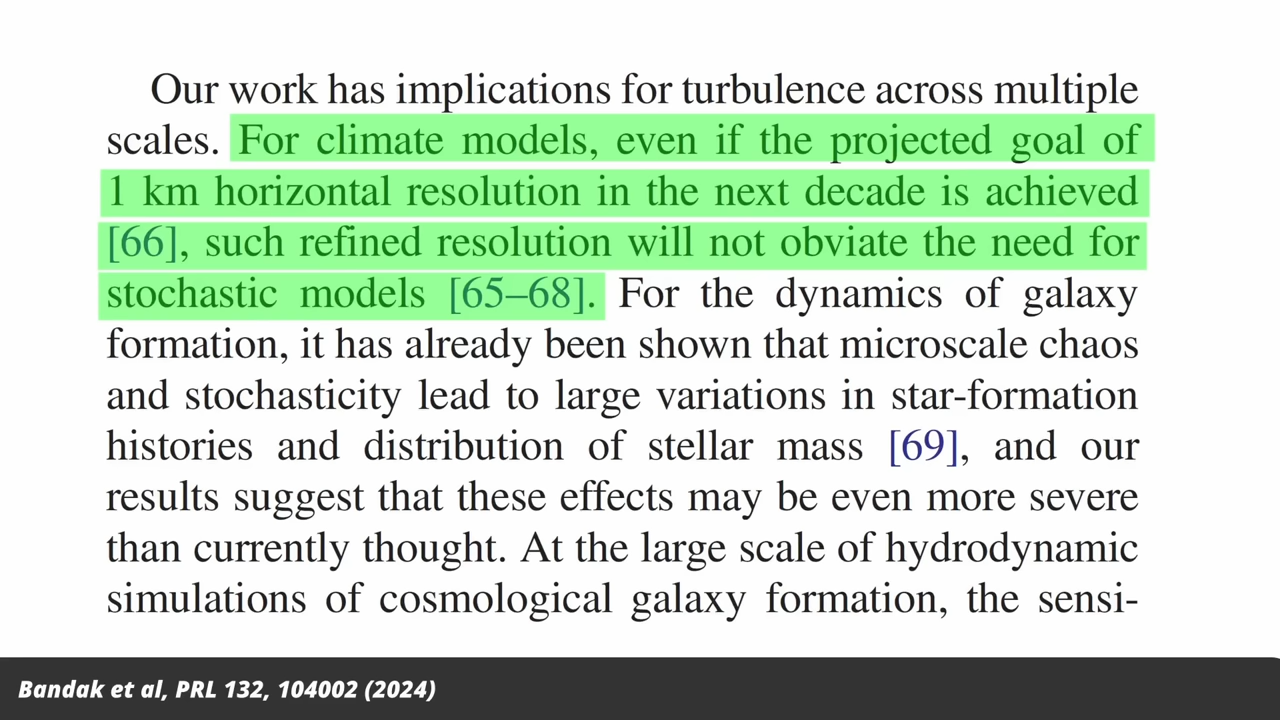 Our work has implications for turbulence across multiple
scales. For climate models, even if the projected goal of
1 km horizontal resolution in the next decade is achieved
[66], such refined resolution will not obviate the need for
stochastic models [65–68]. For the dynamics of galaxy
formation, it has already been shown that microscale chaos
and stochasticity lead to large variations in star-formation
histories and distribution of stellar mass [69], and our
results suggest that these effects may be even more severe
than currently thought. At the large scale of hydrodynamic
simulations of cosmological galaxy formation, the sensi-
Bandak et al, PRL 132, 104002 (2024)